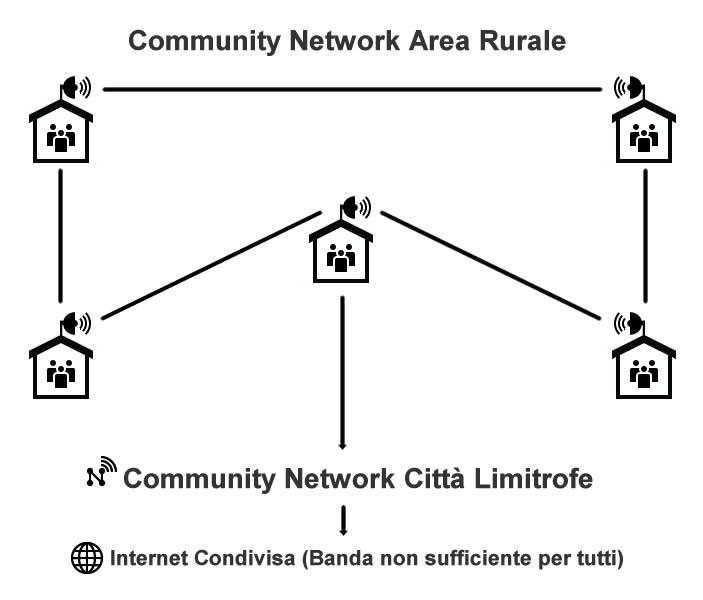 Community Network Area Rurale
Community Network Città Limitrofe
Internet Condivisa (Banda non sufficiente per tutti)